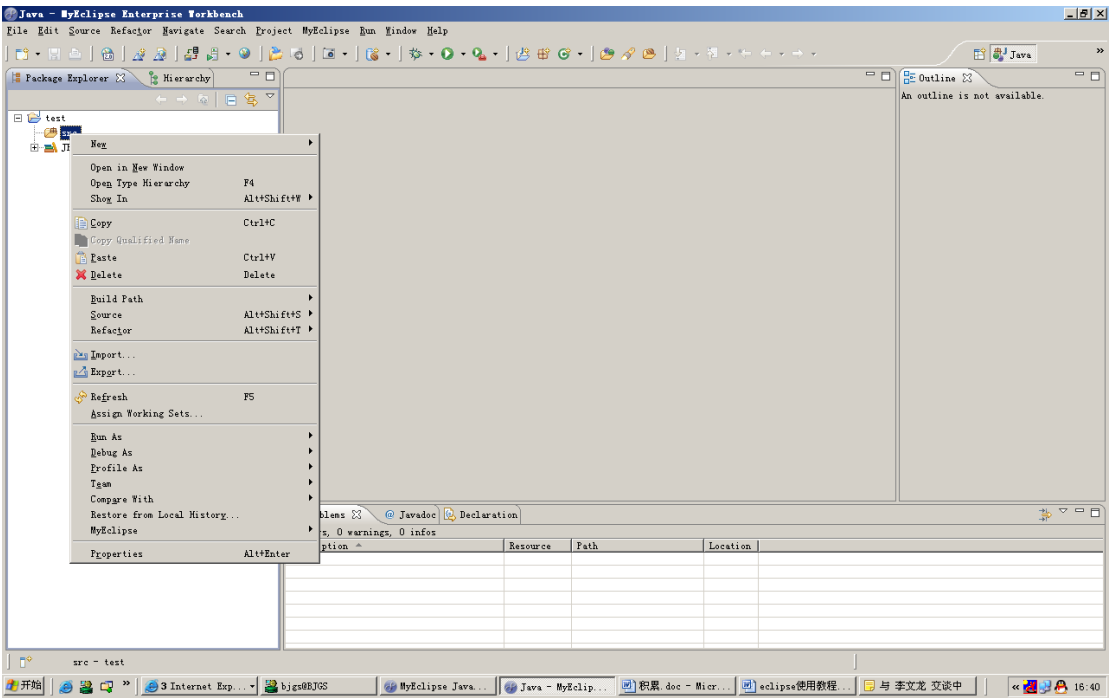 Java - MyEclipse Enterprise Workbench
File Edit Source Refactor Navigate Search Project MyEclipse Run Window Help
Java »
Package Explorer Hierarchy
Outline
An outline is not available.
test
src
New
Open in New Window
Open Type Hierarchy F4
Show In Alt+Shift+W
Copy Ctrl+C
Copy Qualified Name
Paste Ctrl+V
Delete Delete
Build Path
Source Alt+Shift+S
Refactor Alt+Shift+T
Import...
Export...
Refresh F5
Assign Working Sets...
Run As
Debug As
Profile As
Team
Compare With
Restore from Local History...
MyEclipse
Properties Alt+Enter
blems @ Javadoc Declaration
s, 0 warnings, 0 infos
ption Resource Path Location
src - test
开始 » 3 Internet Exp... bjgs@BJGS MyEclipse Java... Java - MyEclip... 积累.doc - Micr... eclipse使用教程... 与 李文龙 交谈中 « 16:40